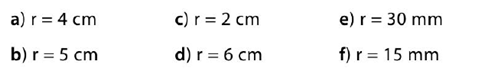 a) r = 4 cm c) r = 2 cm e) r = 30 mm
b) r = 5 cm d) r = 6 cm f) r = 15 mm